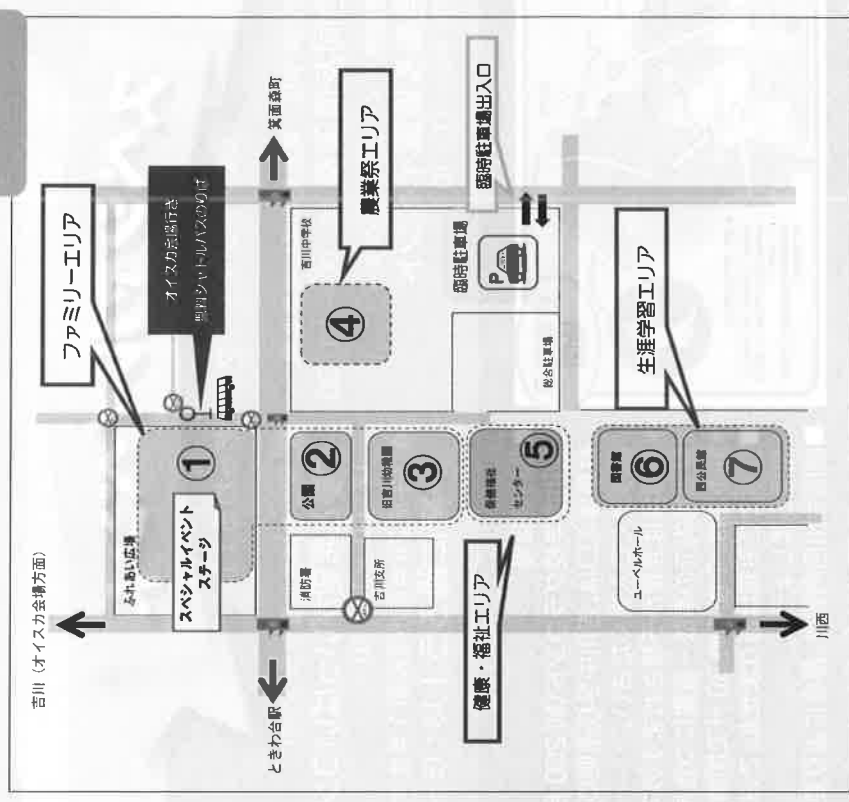 吉川（オイスカ会場方面）
ファミリーエリア
オイスカ会場行き
無料シャトルバスのりば
箕面森町
ふれあい広場
①
スペシャルイベント
ステージ
ときわ台駅
農業祭エリア
吉川中学校
④
消防署
公園
②
吉川支所
旧吉川幼稚園
③
臨時駐車場
P
臨時駐車場出入口
総合駐車場
保健福祉
センター
⑤
健康・福祉エリア
生涯学習エリア
図書館
⑥
西公民館
⑦
ユーベルホール
川西